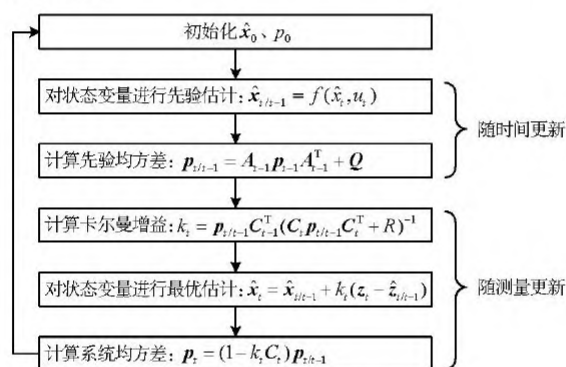 初始化 x̂₀、p₀
对状态变量进行先验估计: x̂ₜ/ₜ₋₁ = f(x̂ₜ,uₜ)
随时间更新
计算先验均方差: pₜ/ₜ₋₁ = Aₜ₋₁pₜ₋₁Aᵀₜ₋₁ + Q
计算卡尔曼增益: kₜ = pₜ/ₜ₋₁Cᵀₜ₋₁(Cₜpₜ/ₜ₋₁Cₜᵀ + R)⁻¹
对状态变量进行最优估计: x̂ₜ = x̂ₜ/ₜ₋₁ + kₜ(zₜ − ẑₜ/ₜ₋₁)
随测量更新
计算系统均方差: pₜ = (1−kₜCₜ)pₜ/ₜ₋₁